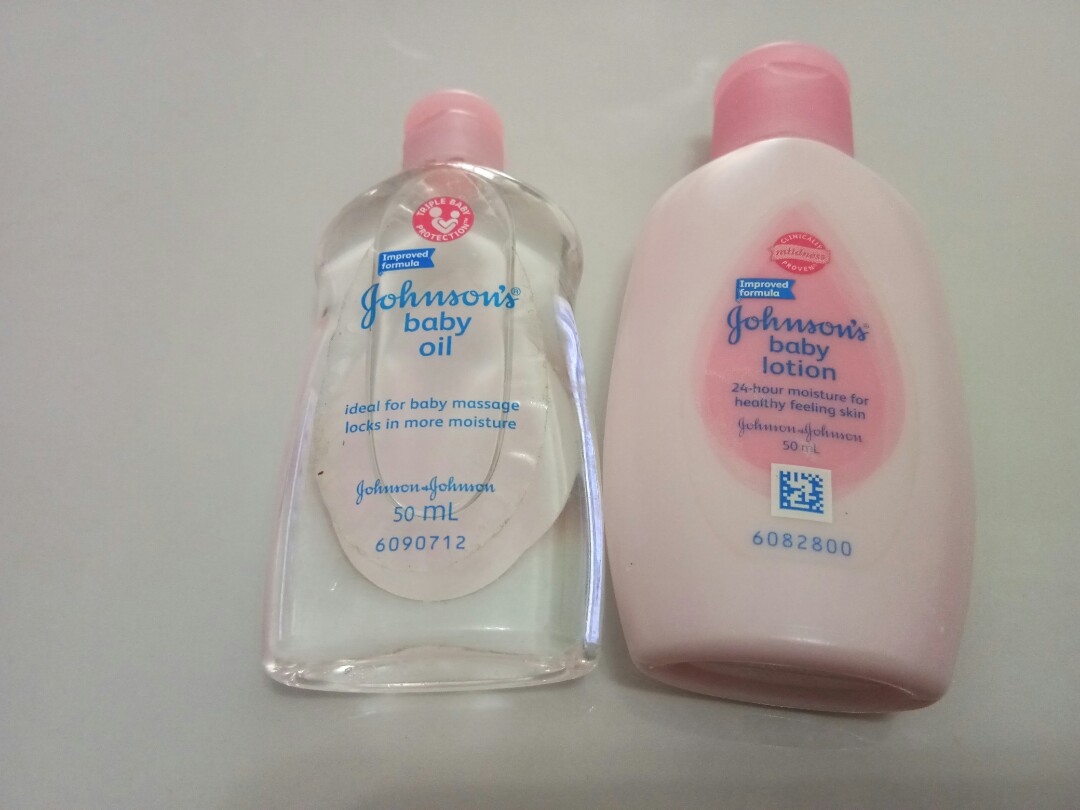 TRIPLE BABY
PROTECTION™
Improved
formula
Johnson's®
baby
oil
ideal for baby massage
locks in more moisture
Johnson & Johnson
50 mL
6090712
CLINICALLY
mildness
PROVEN
Improved
formula
Johnson's®
baby
lotion
24-hour moisture for
healthy feeling skin
Johnson & Johnson
50 mL
6082800